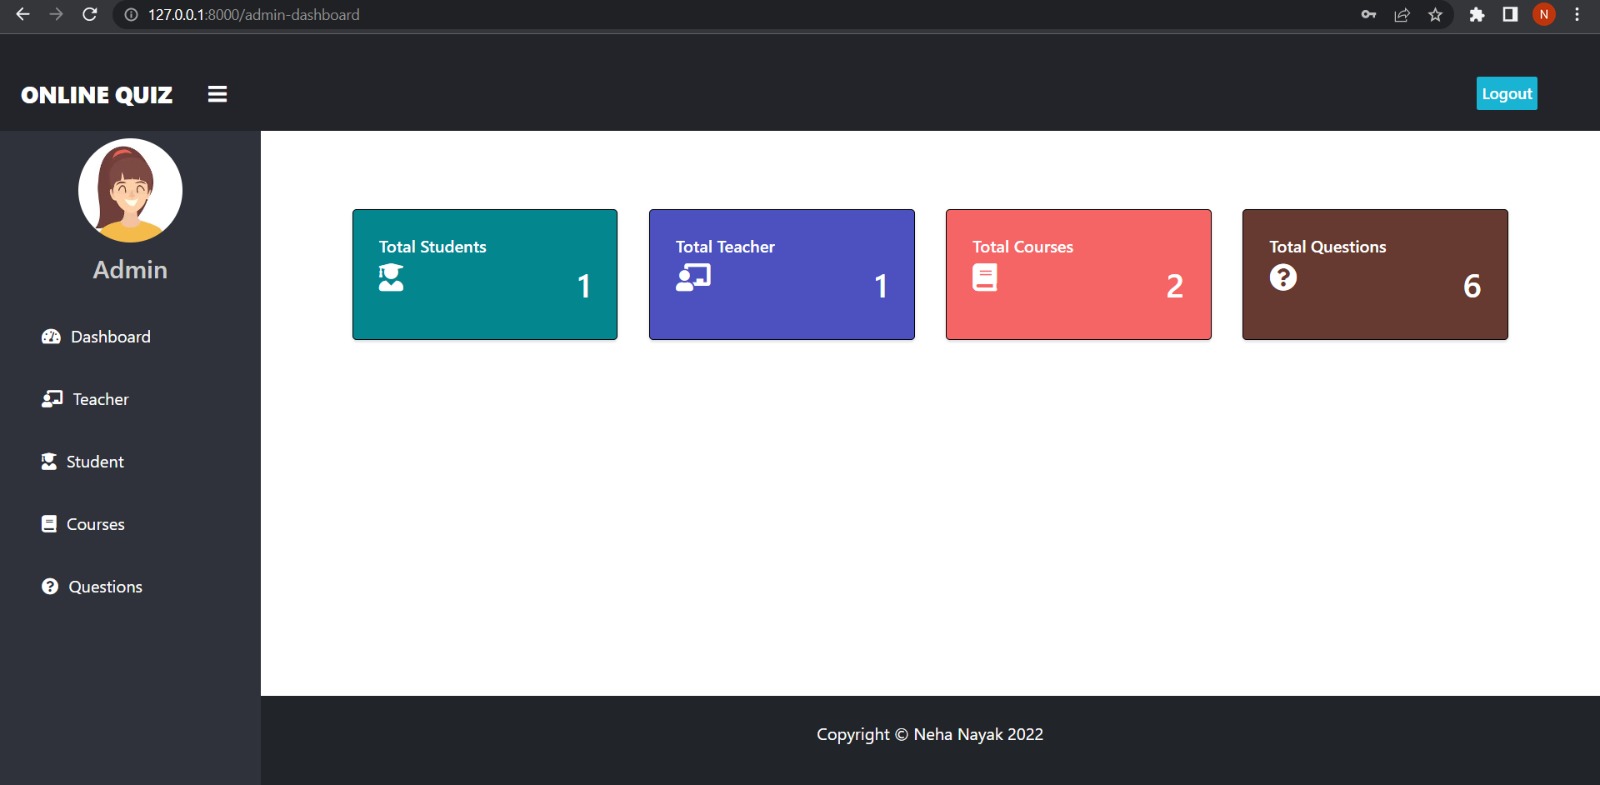 127.0.0.1:8000/admin-dashboard
N
ONLINE QUIZ
Logout
Admin
Dashboard
Teacher
Student
Courses
Questions
Total Students
1
Total Teacher
1
Total Courses
2
Total Questions
6
Copyright © Neha Nayak 2022